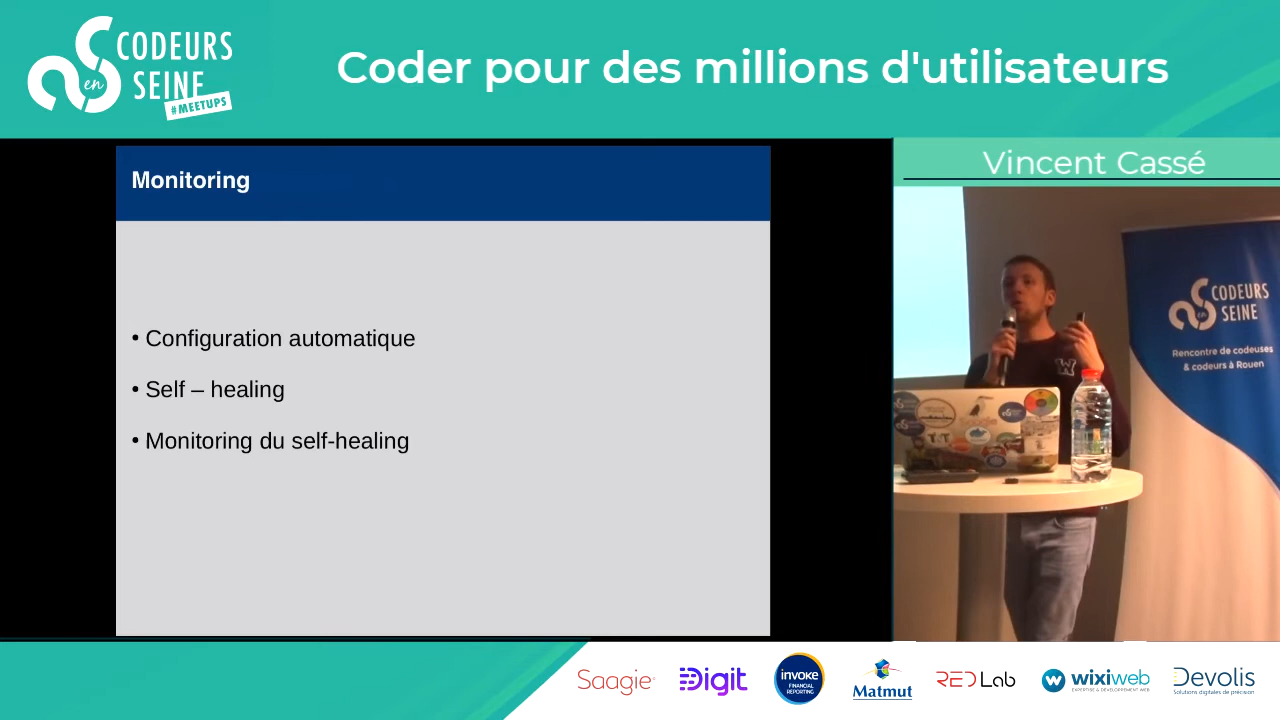 CODEURS
en
SEINE
#MEETUPS
Coder pour des millions d'utilisateurs
Monitoring
• Configuration automatique
• Self – healing
• Monitoring du self-healing
Vincent Cassé
CODEURS
SEINE
Rencontre de codeuses
& codeurs à Rouen
W
Saagie
Digit
invoke
FINANCIAL
REPORTING
Matmut
RED Lab
wixiweb
EXPERTISE & DÉVELOPPEMENT WEB
Devolis
Solutions digitales de précision